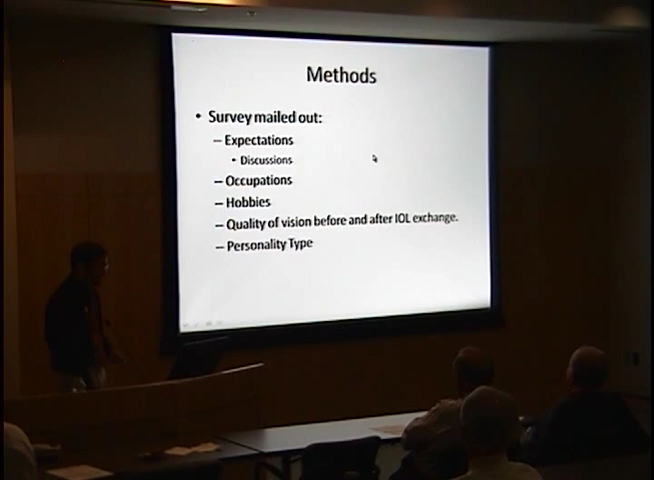 Methods
• Survey mailed out:
– Expectations
• Discussions
– Occupations
– Hobbies
– Quality of vision before and after IOL exchange.
– Personality Type